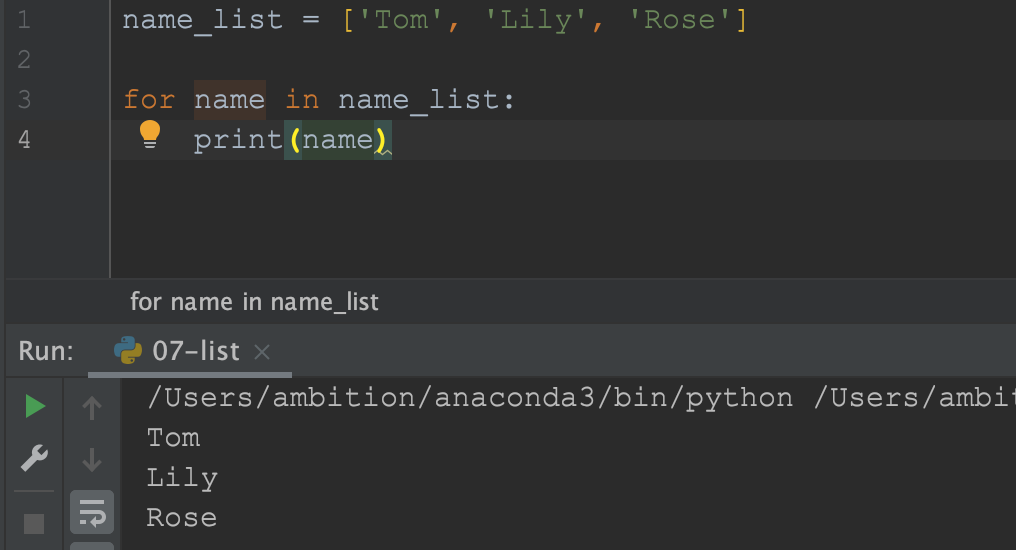 1 name_list = ['Tom', 'Lily', 'Rose']
2
3 for name in name_list:
4 print(name)
for name in name_list
Run: 07-list ×
/Users/ambition/anaconda3/bin/python /Users/ambit
Tom
Lily
Rose